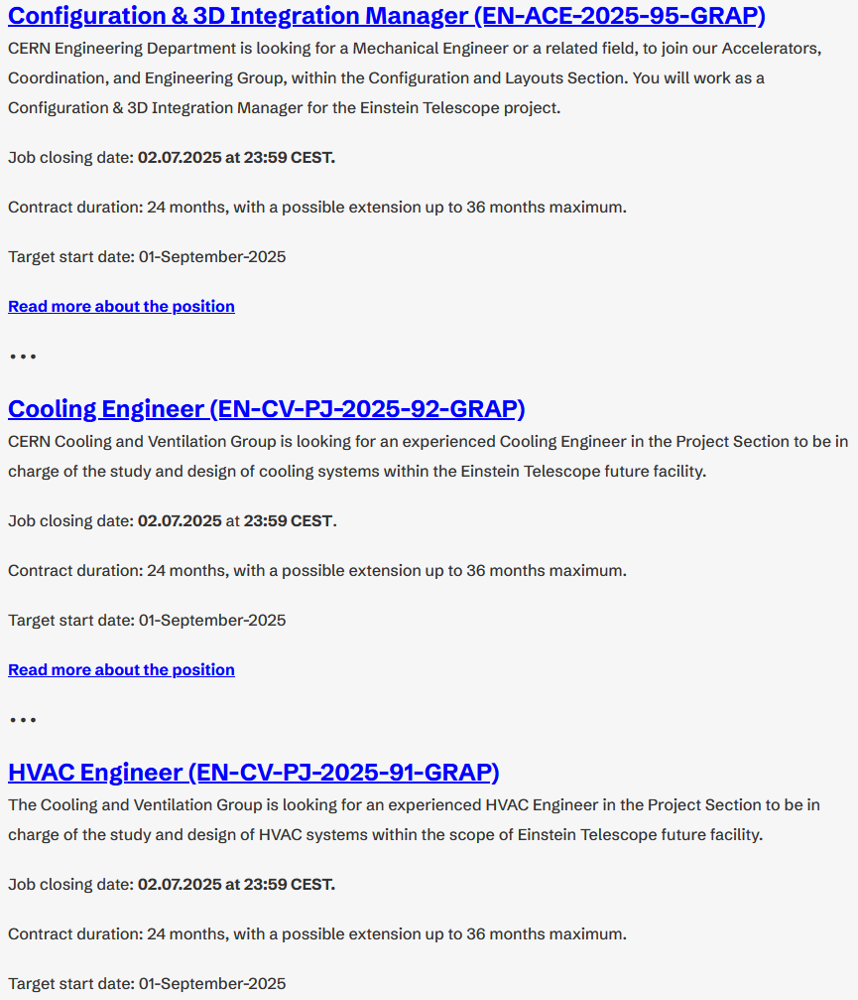 Configuration & 3D Integration Manager (EN-ACE-2025-95-GRAP)
CERN Engineering Department is looking for a Mechanical Engineer or a related field, to join our Accelerators,
Coordination, and Engineering Group, within the Configuration and Layouts Section. You will work as a
Configuration & 3D Integration Manager for the Einstein Telescope project.
Job closing date: 02.07.2025 at 23:59 CEST.
Contract duration: 24 months, with a possible extension up to 36 months maximum.
Target start date: 01-September-2025
Read more about the position
...
Cooling Engineer (EN-CV-PJ-2025-92-GRAP)
CERN Cooling and Ventilation Group is looking for an experienced Cooling Engineer in the Project Section to be in
charge of the study and design of cooling systems within the Einstein Telescope future facility.
Job closing date: 02.07.2025 at 23:59 CEST.
Contract duration: 24 months, with a possible extension up to 36 months maximum.
Target start date: 01-September-2025
Read more about the position
...
HVAC Engineer (EN-CV-PJ-2025-91-GRAP)
The Cooling and Ventilation Group is looking for an experienced HVAC Engineer in the Project Section to be in
charge of the study and design of HVAC systems within the scope of Einstein Telescope future facility.
Job closing date: 02.07.2025 at 23:59 CEST.
Contract duration: 24 months, with a possible extension up to 36 months maximum.
Target start date: 01-September-2025